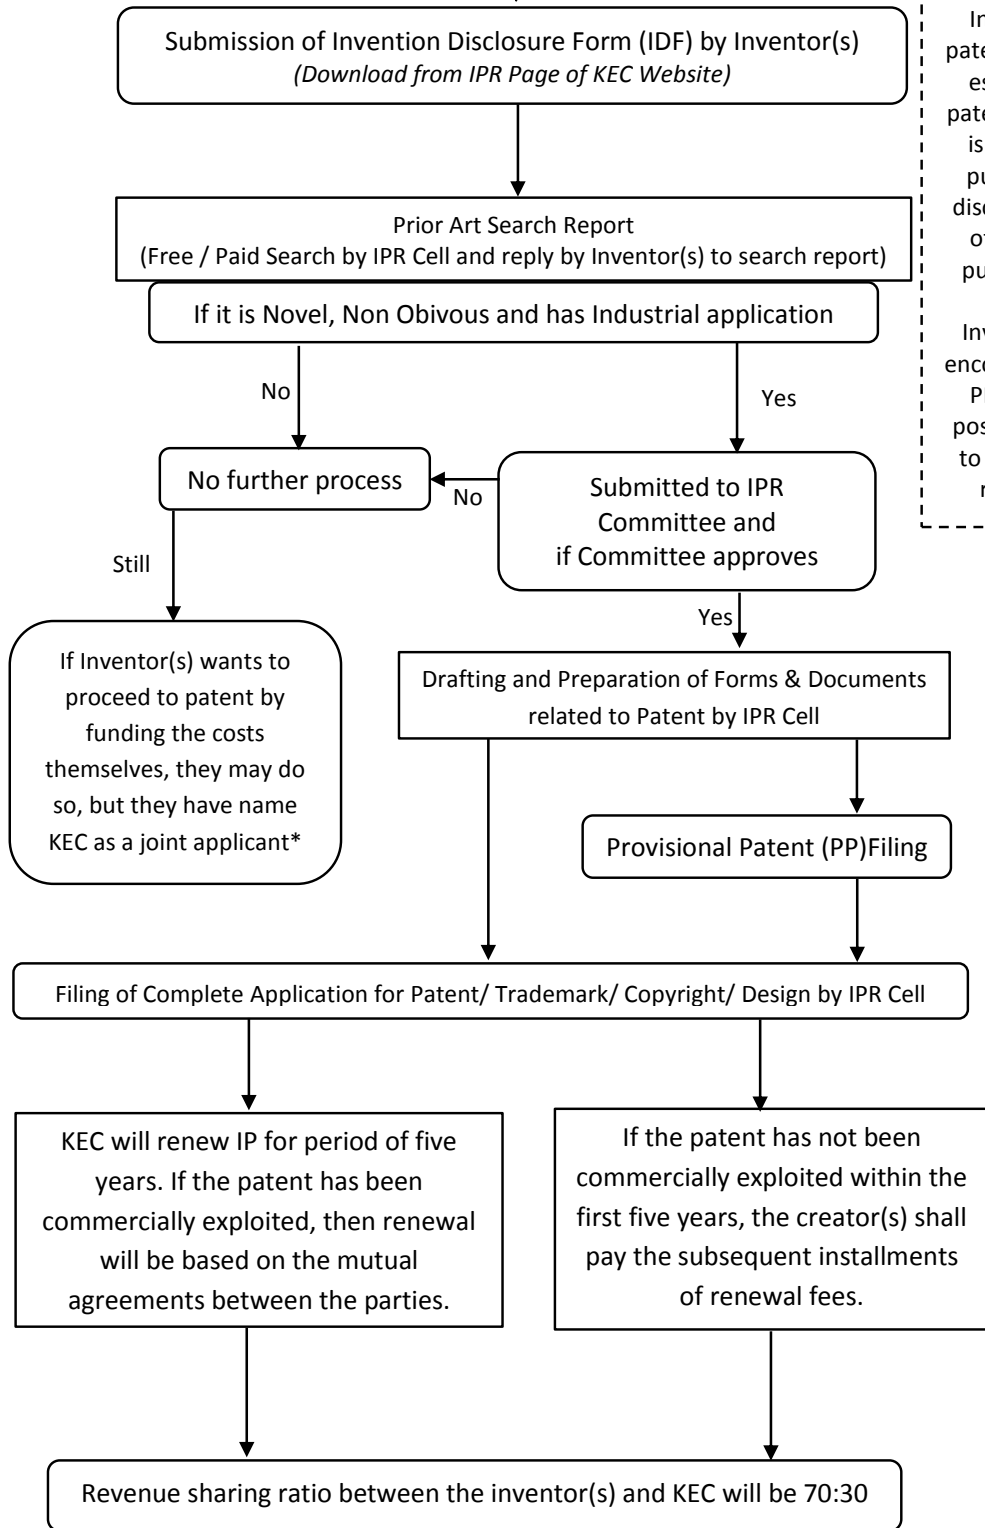 Submission of Invention Disclosure Form (IDF) by Inventor(s)
(Download from IPR Page of KEC Website)
Prior Art Search Report
(Free / Paid Search by IPR Cell and reply by Inventor(s) to search report)
If it is Novel, Non Obivous and has Industrial application
No
Yes
No further process
No
Submitted to IPR
Committee and
if Committee approves
Still
Yes
If Inventor(s) wants to
proceed to patent by
funding the costs
themselves, they may do
so, but they have name
KEC as a joint applicant*
Drafting and Preparation of Forms & Documents
related to Patent by IPR Cell
Provisional Patent (PP)Filing
Filing of Complete Application for Patent/ Trademark/ Copyright/ Design by IPR Cell
KEC will renew IP for period of five
years. If the patent has been
commercially exploited, then renewal
will be based on the mutual
agreements between the parties.
If the patent has not been
commercially exploited within the
first five years, the creator(s) shall
pay the subsequent installments
of renewal fees.
Revenue sharing ratio between the inventor(s) and KEC will be 70:30
is
to